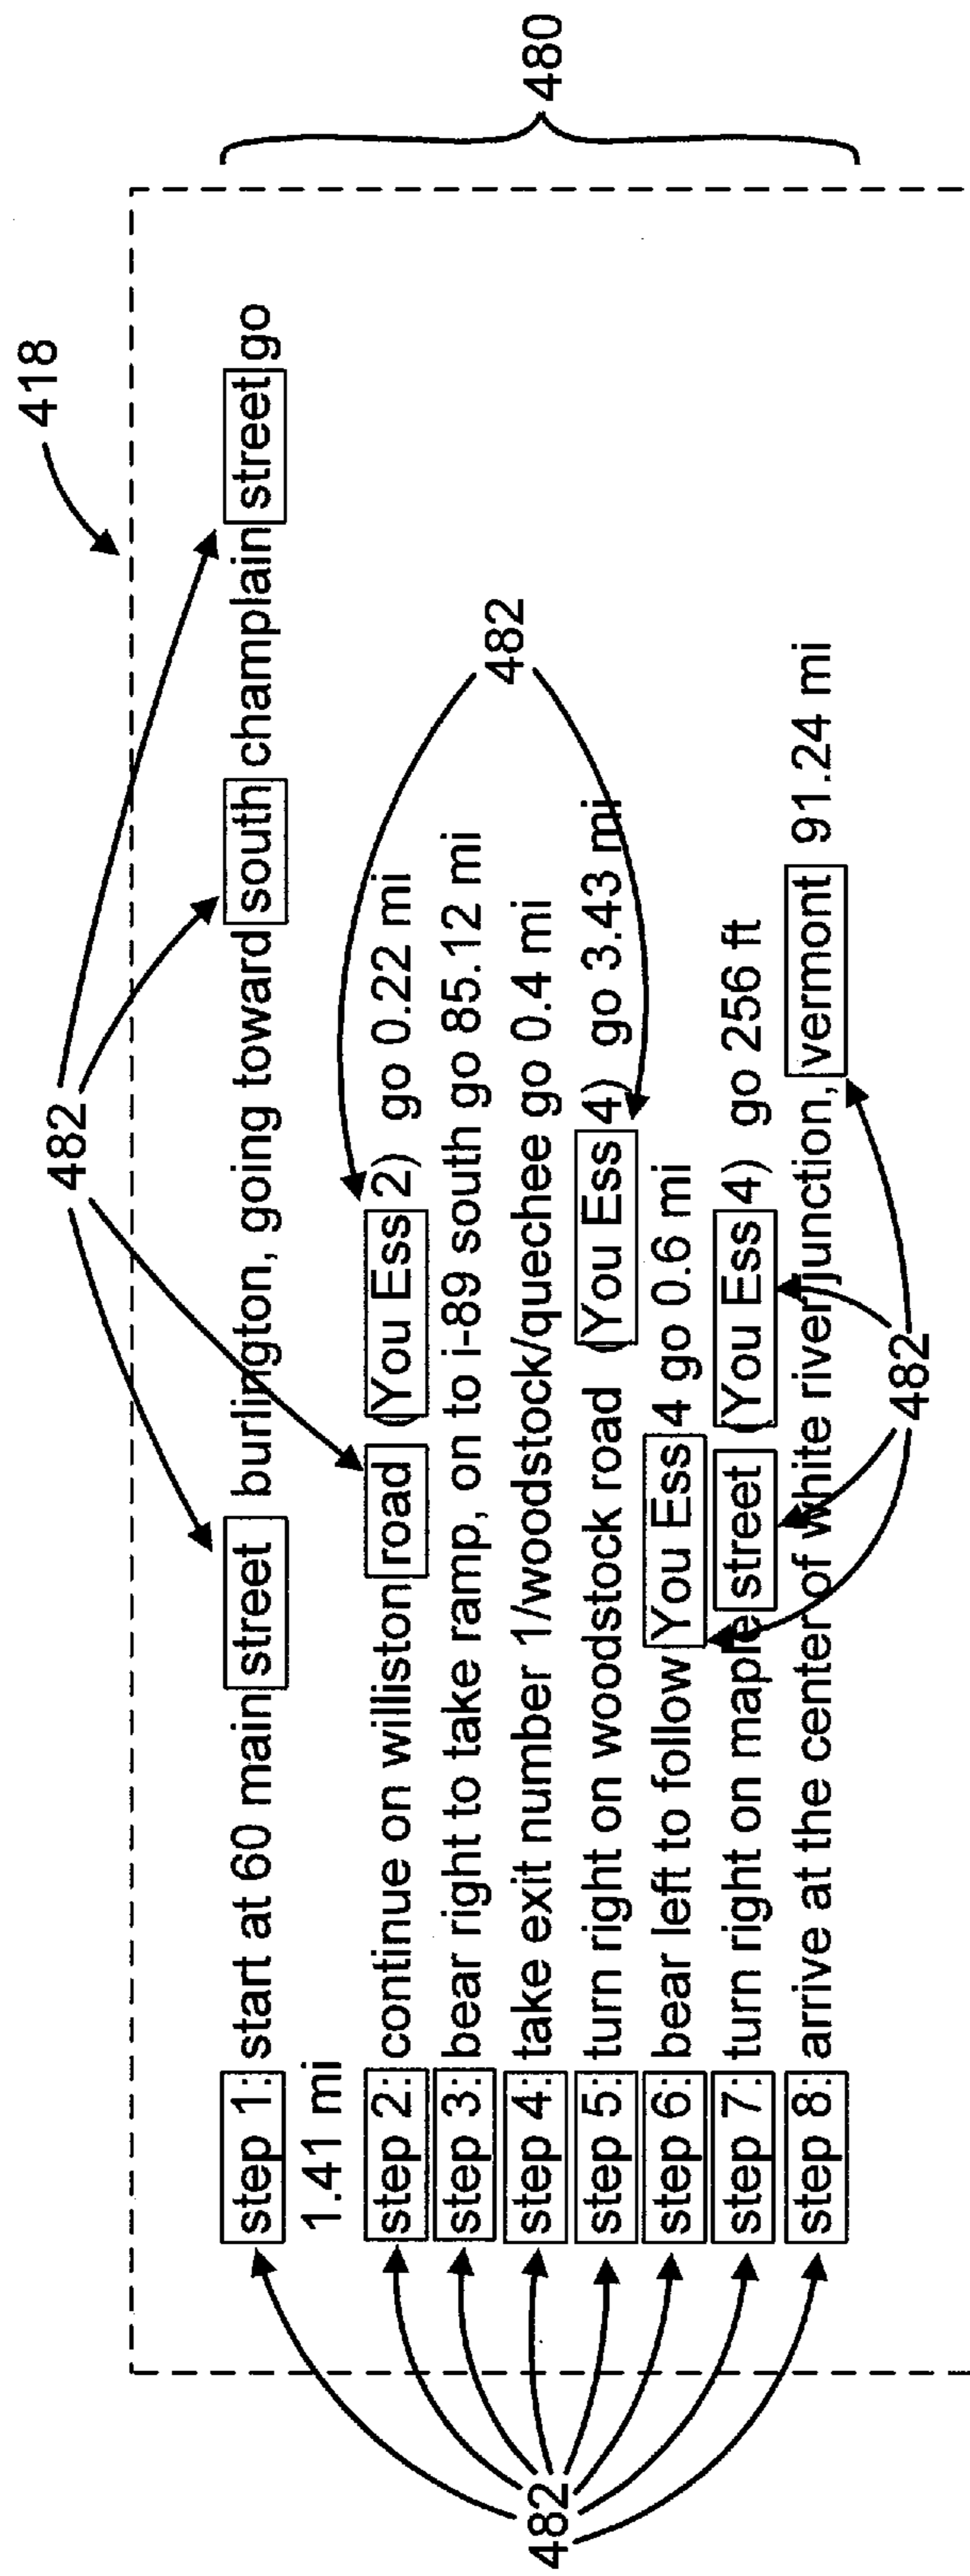 418
482
step 1: start at 60 main street burlington, going toward south champlain street go
1.41 mi
482
step 2: continue on williston road (You Ess 2) go 0.22 mi
step 3: bear right to take ramp, on to i-89 south go 85.12 mi
step 4: take exit number 1/woodstock/quechee go 0.4 mi
step 5: turn right on woodstock road (You Ess 4) go 3.43 mi
step 6: bear left to follow You Ess 4 go 0.6 mi
step 7: turn right on maple street (You Ess 4) go 256 ft
step 8: arrive at the center of white river junction, vermont 91.24 mi
480
482
482